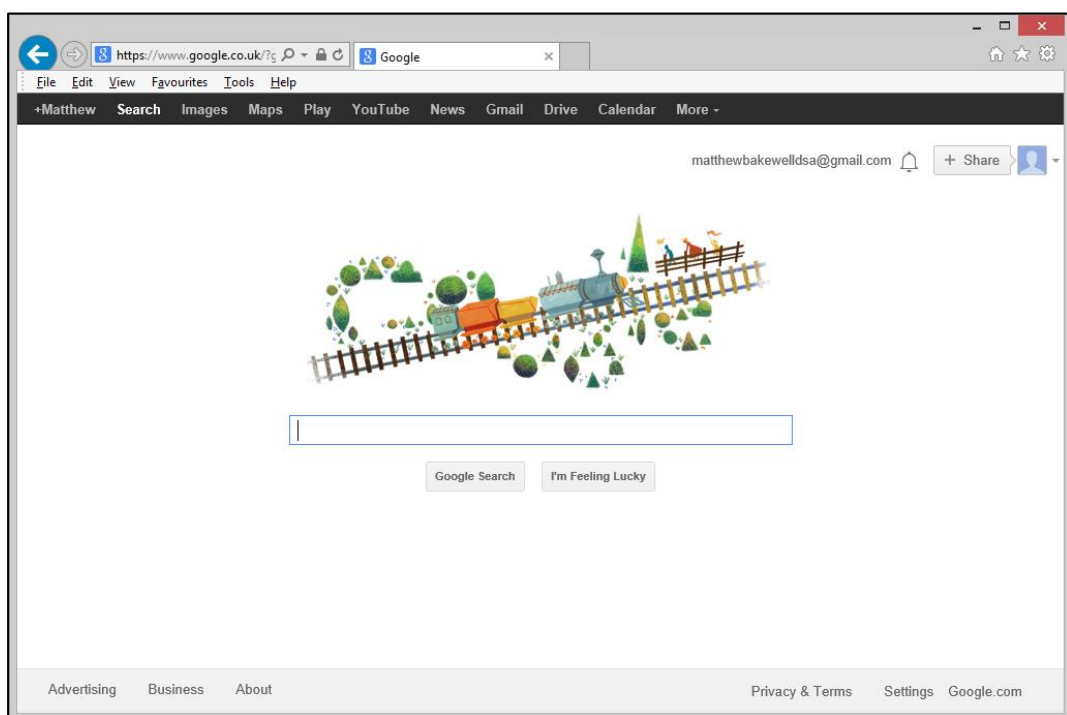 https://www.google.co.uk/?g
Google
File Edit View Favourites Tools Help
+Matthew Search Images Maps Play YouTube News Gmail Drive Calendar More
matthewbakewelldsa@gmail.com + Share
Google Search I'm Feeling Lucky
Advertising Business About Privacy & Terms Settings Google.com